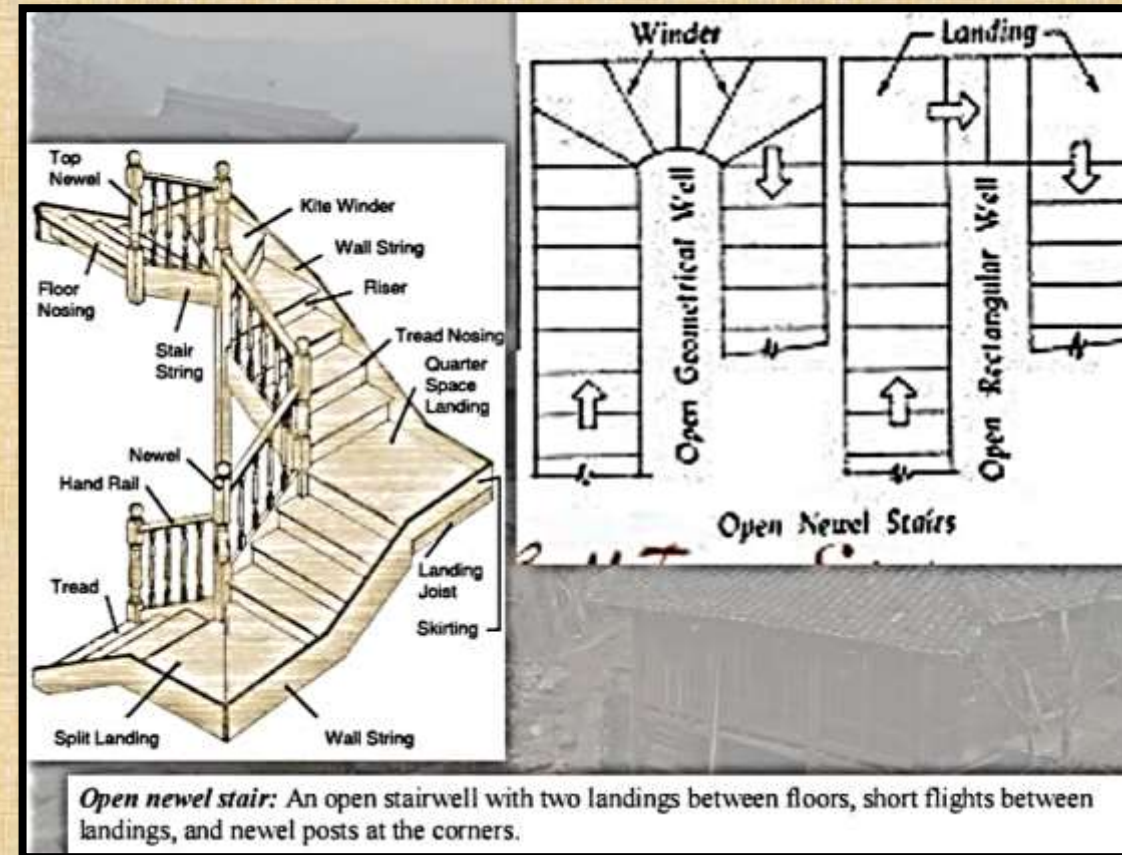 Top
Newel
Kite Winder
Wall String
Riser
Floor
Nosing
Tread Nosing
Stair
String
Quarter
Space
Landing
Newel
Hand Rail
Tread
Landing
Joist
Skirting
Split Landing
Wall String
Winder
Landing
Open Geometrical Well
Open Rectangular Well
Open Newel Stairs
Open newel stair: An open stairwell with two landings between floors, short flights between
landings, and newel posts at the corners.